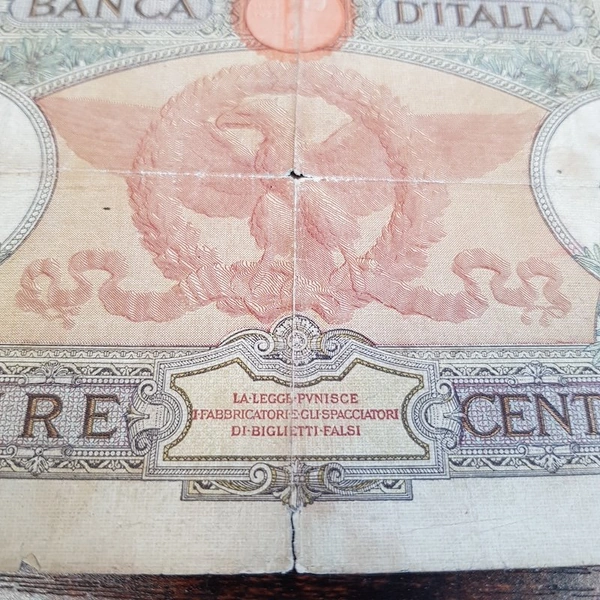 BANCA D'ITALIA
RE CENT
LA·LEGGE·PVNISCE
I·FABBRICATORI·E·GLI·SPACCIATORI
DI·BIGLIETTI·FALSI